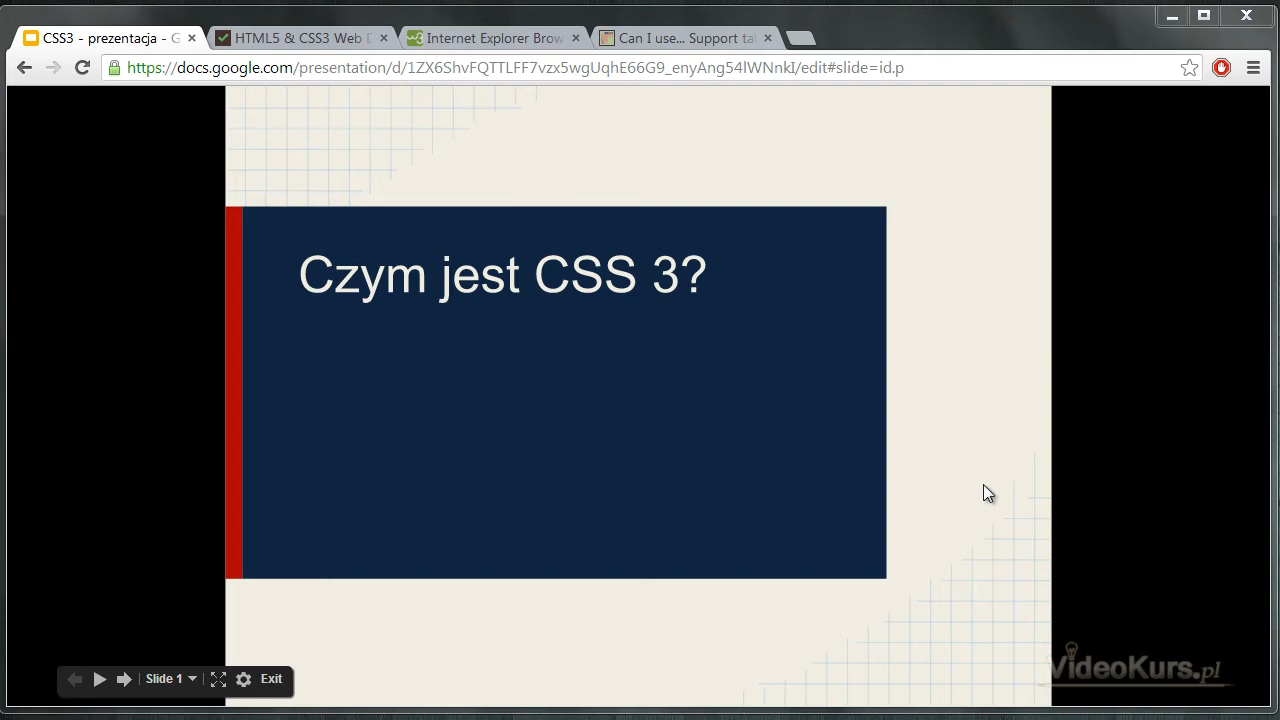 CSS3 - prezentacja - G
HTML5 & CSS3 Web D
Internet Explorer Brow
Can I use... Support tal
https://docs.google.com/presentation/d/1ZX6ShvFQTTLFF7vzx5wgUqhE66G9_enyAng54lWNnkI/edit#slide=id.p
Czym jest CSS 3?
Slide 1
Exit
VideoKurs.pl